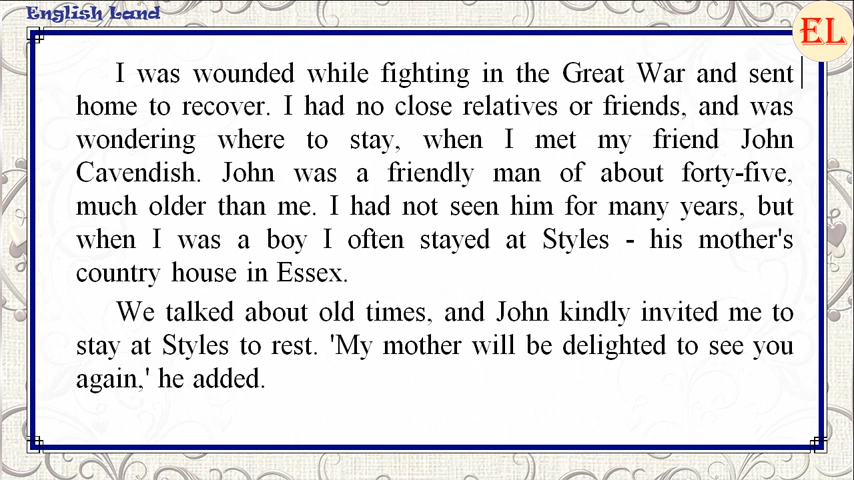 English Land
EL
I was wounded while fighting in the Great War and sent
home to recover. I had no close relatives or friends, and was
wondering where to stay, when I met my friend John
Cavendish. John was a friendly man of about forty-five,
much older than me. I had not seen him for many years, but
when I was a boy I often stayed at Styles - his mother's
country house in Essex.
We talked about old times, and John kindly invited me to
stay at Styles to rest. 'My mother will be delighted to see you
again,' he added.